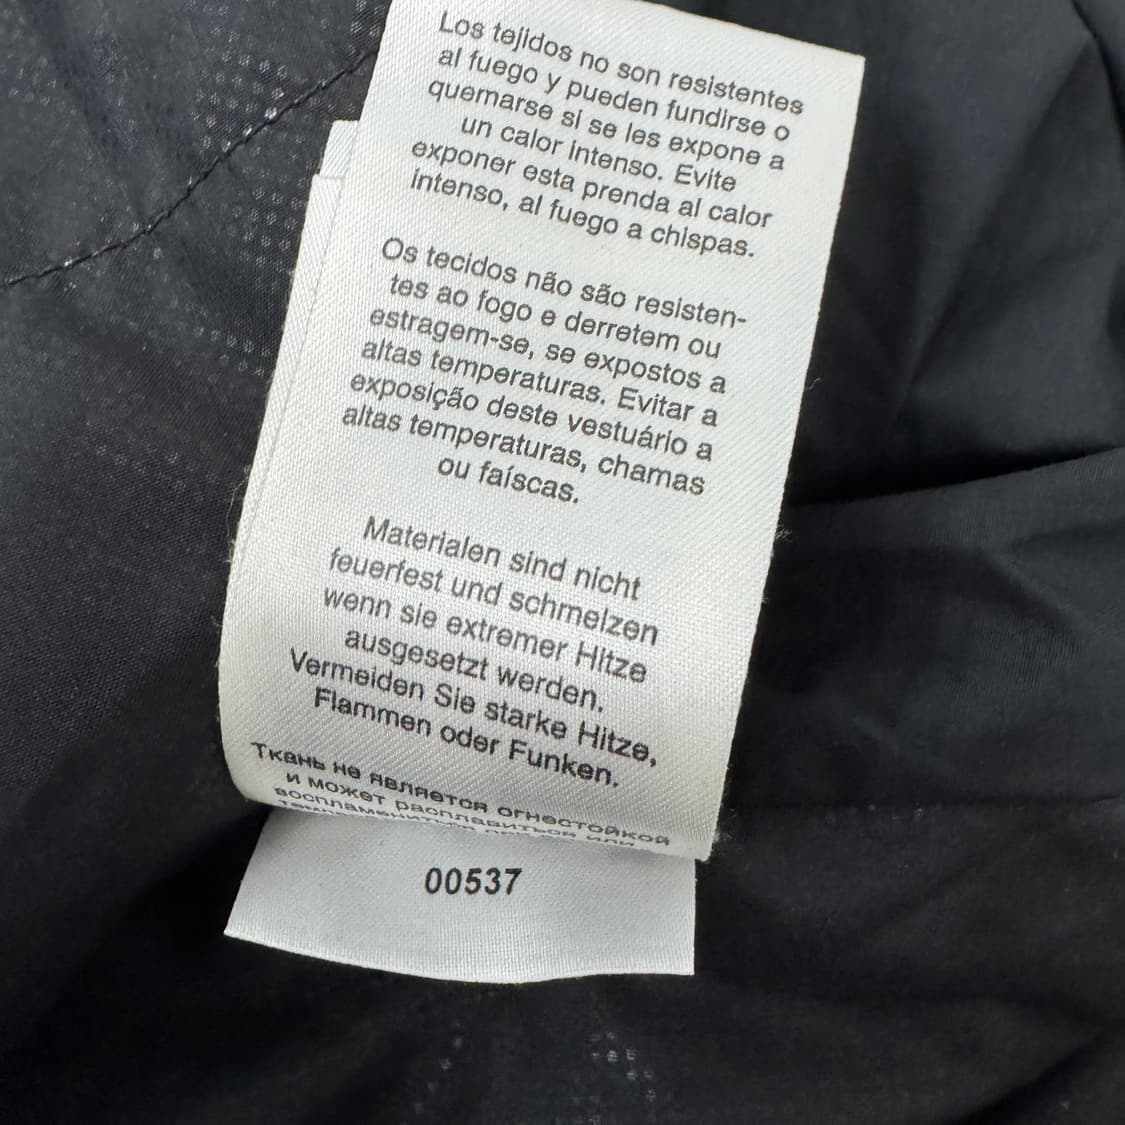 Los tejidos no son resistentes
al fuego y pueden fundirse o
quemarse si se les expone a
un calor intenso. Evite
exponer esta prenda al calor
intenso, al fuego a chispas.
Os tecidos não são resisten-
tes ao fogo e derretem ou
estragem-se, se expostos a
altas temperaturas. Evitar a
exposição deste vestuário a
altas temperaturas, chamas
ou faíscas.
Materialen sind nicht
feuerfest und schmelzen
wenn sie extremer Hitze
ausgesetzt werden.
Vermeiden Sie starke Hitze,
Flammen oder Funken.
Ткань не является огнестойкой
и может расплавиться или
воспламениться при
00537